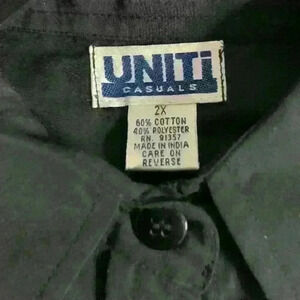 UNITi
CASUALS
2X
60% COTTON
40% POLYESTER
RN. 91357
MADE IN INDIA
CARE ON
REVERSE